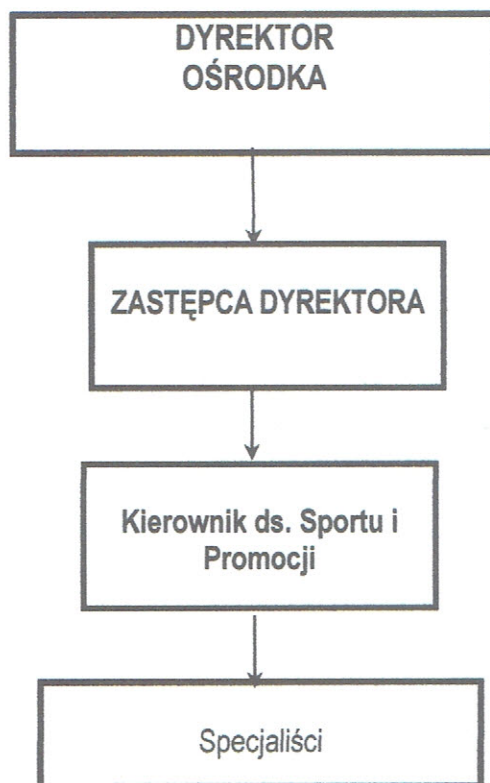 DYREKTOR
OŚRODKA
ZASTĘPCA DYREKTORA
Kierownik ds. Sportu i
Promocji
Specjaliści